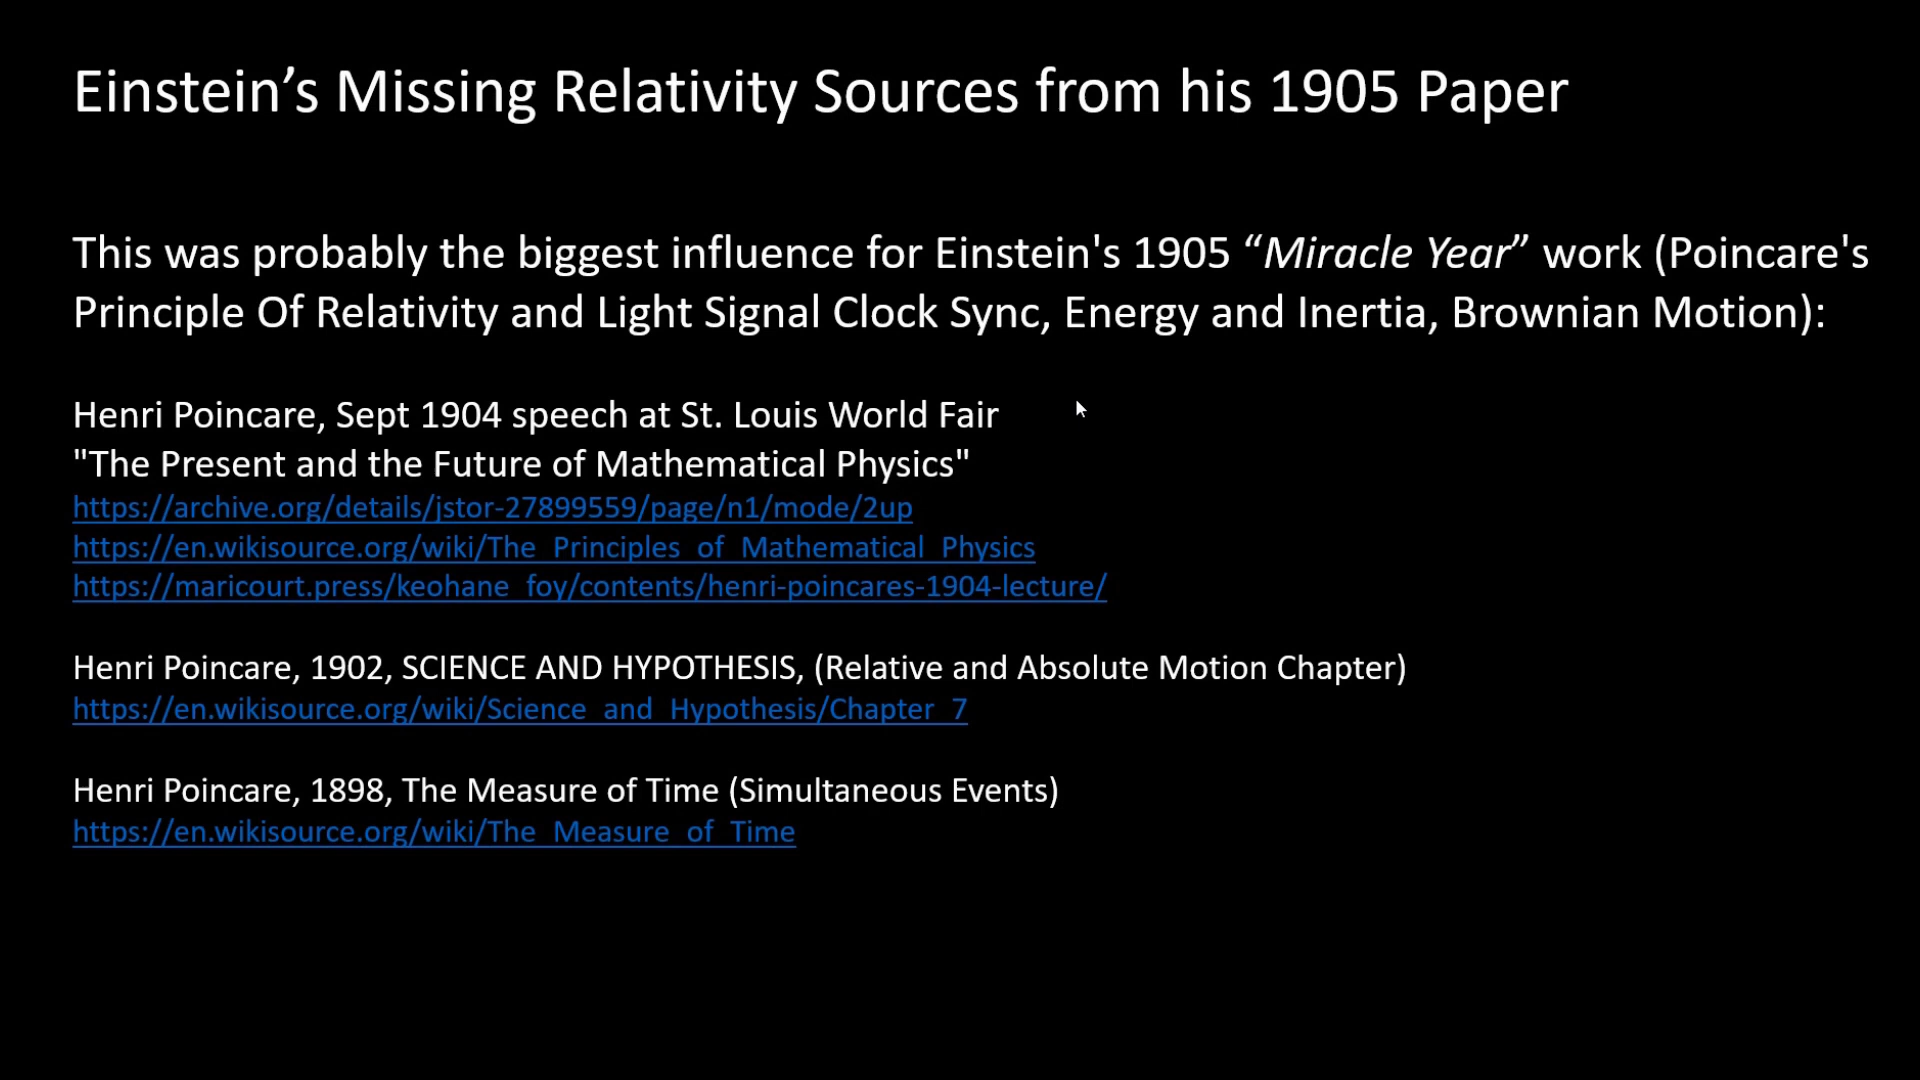 Einstein’s Missing Relativity Sources from his 1905 Paper
This was probably the biggest influence for Einstein's 1905 “Miracle Year” work (Poincare's
Principle Of Relativity and Light Signal Clock Sync, Energy and Inertia, Brownian Motion):
Henri Poincare, Sept 1904 speech at St. Louis World Fair
"The Present and the Future of Mathematical Physics"
https://archive.org/details/jstor-27899559/page/n1/mode/2up
https://en.wikisource.org/wiki/The_Principles_of_Mathematical_Physics
https://maricourt.press/keohane_foy/contents/henri-poincares-1904-lecture/
Henri Poincare, 1902, SCIENCE AND HYPOTHESIS, (Relative and Absolute Motion Chapter)
https://en.wikisource.org/wiki/Science_and_Hypothesis/Chapter_7
Henri Poincare, 1898, The Measure of Time (Simultaneous Events)
https://en.wikisource.org/wiki/The_Measure_of_Time